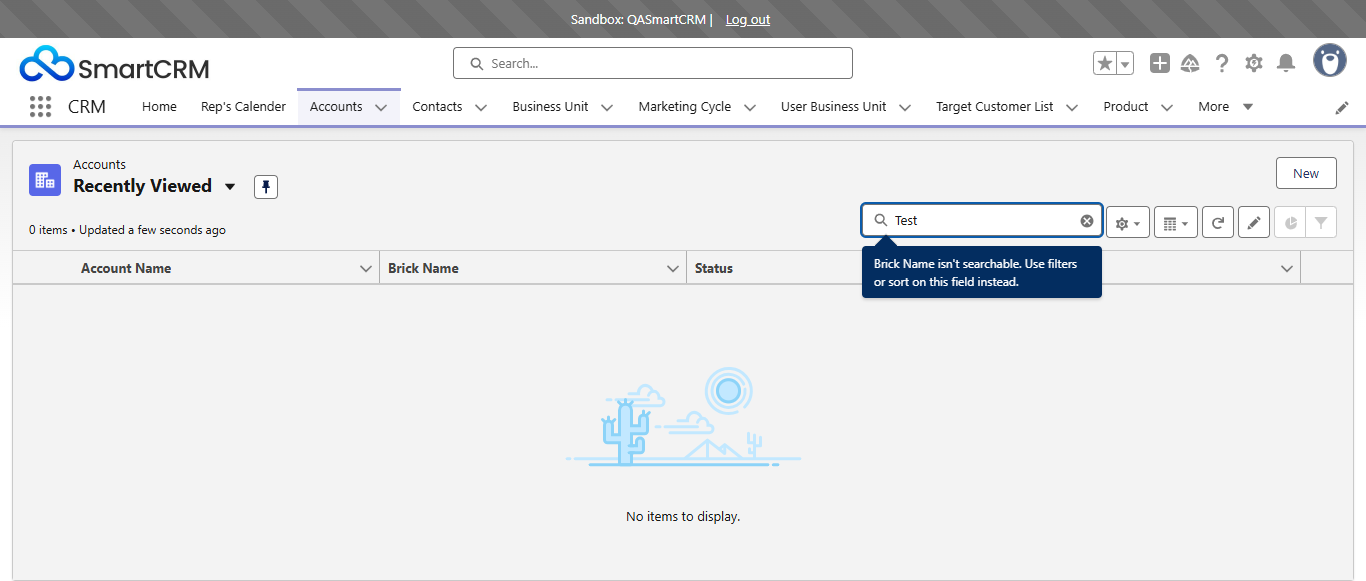 Sandbox: QASmartCRM | Log out
SmartCRM
Search...
CRM Home Rep's Calender Accounts Contacts Business Unit Marketing Cycle User Business Unit Target Customer List Product More
Accounts
Recently Viewed
New
0 items • Updated a few seconds ago
Test
Account Name Brick Name Status
Brick Name isn't searchable. Use filters
or sort on this field instead.
No items to display.